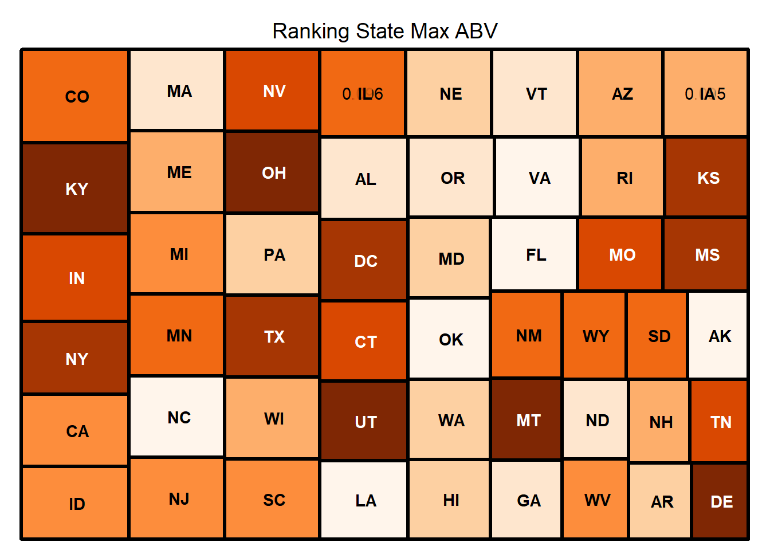 Ranking State Max ABV
CO MA NV IL NE VT AZ IA
KY ME OH AL OR VA RI KS
IN MI PA DC MD FL MO MS
NY MN TX CT OK NM WY SD AK
CA NC WI UT WA MT ND NH TN
ID NJ SC LA HI GA WV AR DE